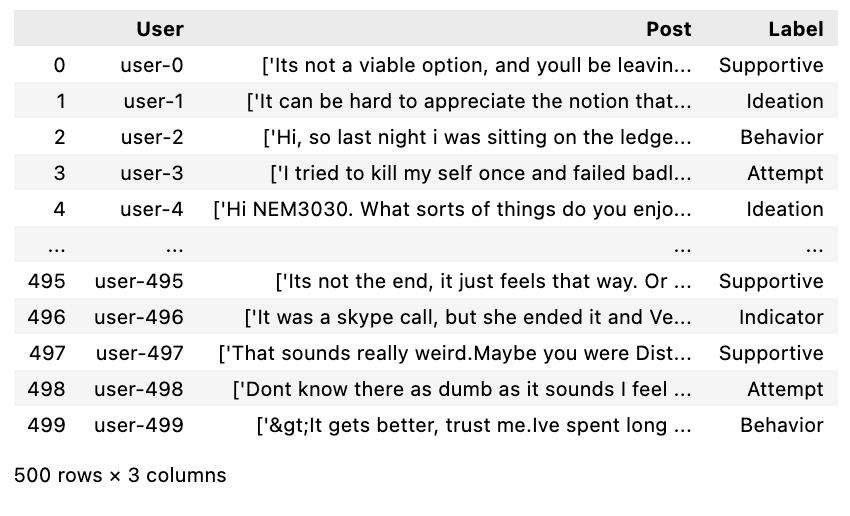 User Post Label
0 user-0 ['Its not a viable option, and youll be leavin... Supportive
1 user-1 ['It can be hard to appreciate the notion that... Ideation
2 user-2 ['Hi, so last night i was sitting on the ledge... Behavior
3 user-3 ['I tried to kill my self once and failed badl... Attempt
4 user-4 ['Hi NEM3030. What sorts of things do you enjo... Ideation
... ... ... ...
495 user-495 ['Its not the end, it just feels that way. Or ... Supportive
496 user-496 ['It was a skype call, but she ended it and Ve... Indicator
497 user-497 ['That sounds really weird.Maybe you were Dist... Supportive
498 user-498 ['Dont know there as dumb as it sounds I feel ... Attempt
499 user-499 ['&gt;It gets better, trust me.Ive spent long ... Behavior
500 rows × 3 columns